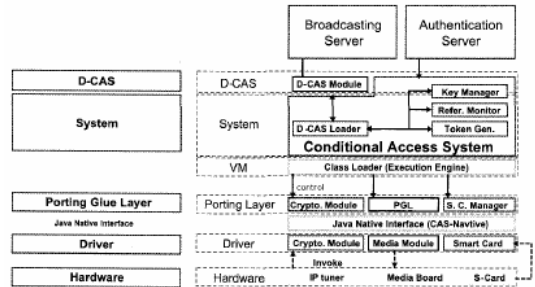 Broadcasting
Server
Authentication
Server
D-CAS
D-CAS
D-CAS Module
Key Manager
Refer. Monitor
System
System
D-CAS Loader
Token Gen.
Conditional Access System
VM
Class Loader (Execution Engine)
control
Porting Glue Layer
Porting Layer
Crypto. Module
PGL
S. C. Manager
Java Native Interface
Java Native Interface (CAS-Navtive)
Driver
Driver
Crypto. Module
Media Module
Smart Card
Invoke
Hardware
Hardware
IP tuner
Media Board
S-Card